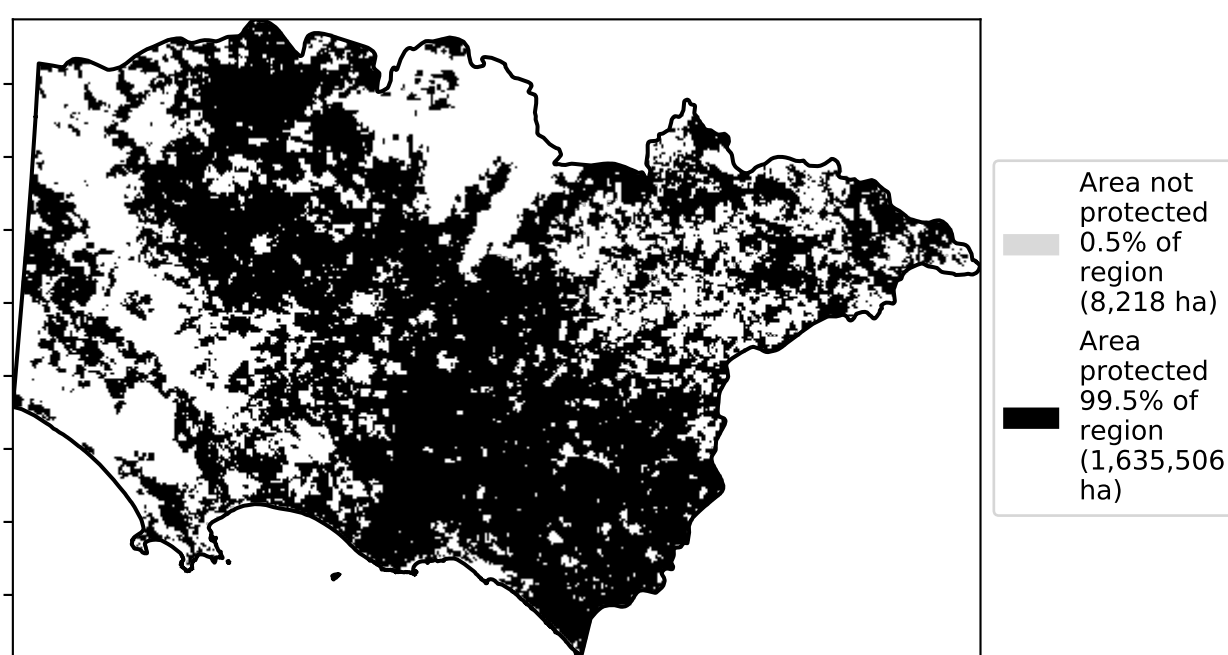 Area not
protected
0.5% of
region
(8,218 ha)
Area
protected
99.5% of
region
(1,635,506
ha)